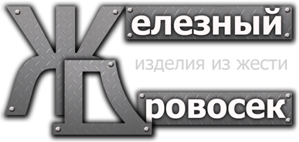 Железный
изделия из жести
Дровосек